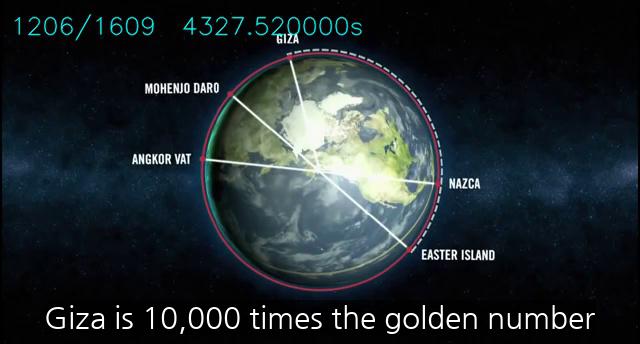 1206/1609 4327.520000s
GIZA
MOHENJO DARO
ANGKOR VAT
NAZCA
EASTER ISLAND
Giza is 10,000 times the golden number